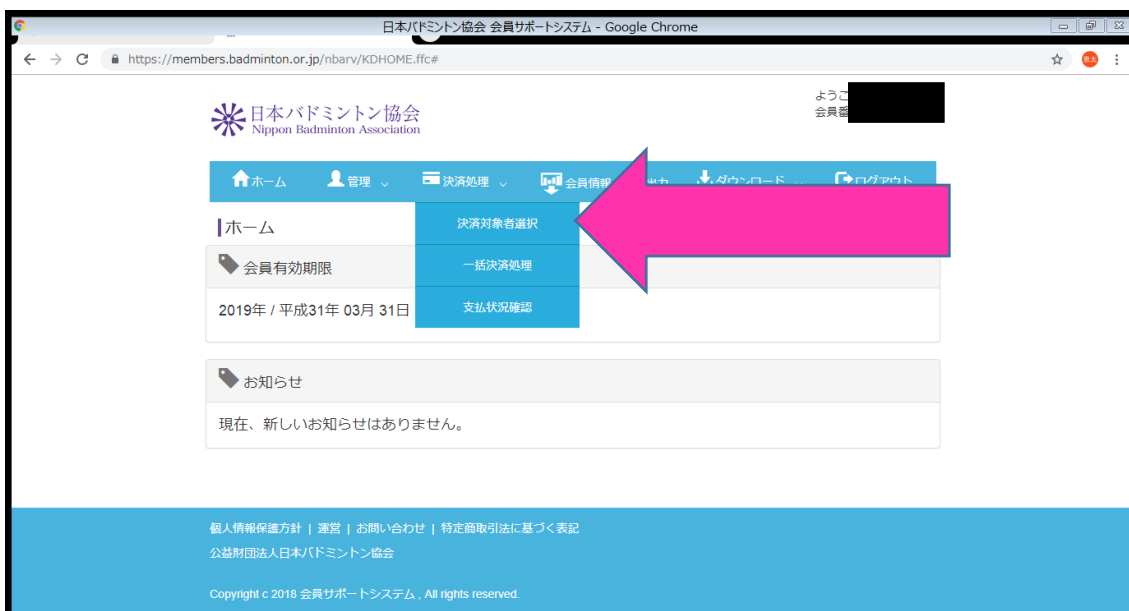 日本バドミントン協会 会員サポートシステム - Google Chrome
https://members.badminton.or.jp/nbarv/KDHOME.ffc#
ようこ
会員番
日本バドミントン協会
Nippon Badminton Association
ホーム 管理 決済処理 会員情報 出力 ダウンロード ログアウト
決済対象者選択
一括決済処理
支払状況確認
ホーム
会員有効期限
2019年 / 平成31年 03月 31日
お知らせ
現在、新しいお知らせはありません。
個人情報保護方針 | 運営 | お問い合わせ | 特定商取引法に基づく表記
公益財団法人日本バドミントン協会
Copyright c 2018 会員サポートシステム , All rights reserved.